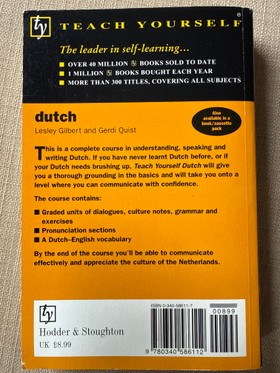 ty TEACH YOURSELF®
The leader in self-learning...
■ OVER 40 MILLION ty BOOKS SOLD TO DATE
■ 1 MILLION ty BOOKS BOUGHT EACH YEAR
■ MORE THAN 300 TITLES, COVERING ALL SUBJECTS
dutch
Lesley Gilbert and Gerdi Quist
Also
available in a
book/cassette
pack
This is a complete course in understanding, speaking and
writing Dutch. If you have never learnt Dutch before, or if
your Dutch needs brushing up, Teach Yourself Dutch will give
you a thorough grounding in the basics and will take you onto
a level where you can communicate with confidence.
The course contains:
■ Graded units of dialogues, culture notes, grammar and
exercises
■ Pronunciation sections
■ A Dutch–English vocabulary
By the end of the course you'll be able to communicate
effectively and appreciate the culture of the Netherlands.
ty
Hodder & Stoughton
UK £8.99
ISBN 0-340-58611-7
00899
9 780340 586112